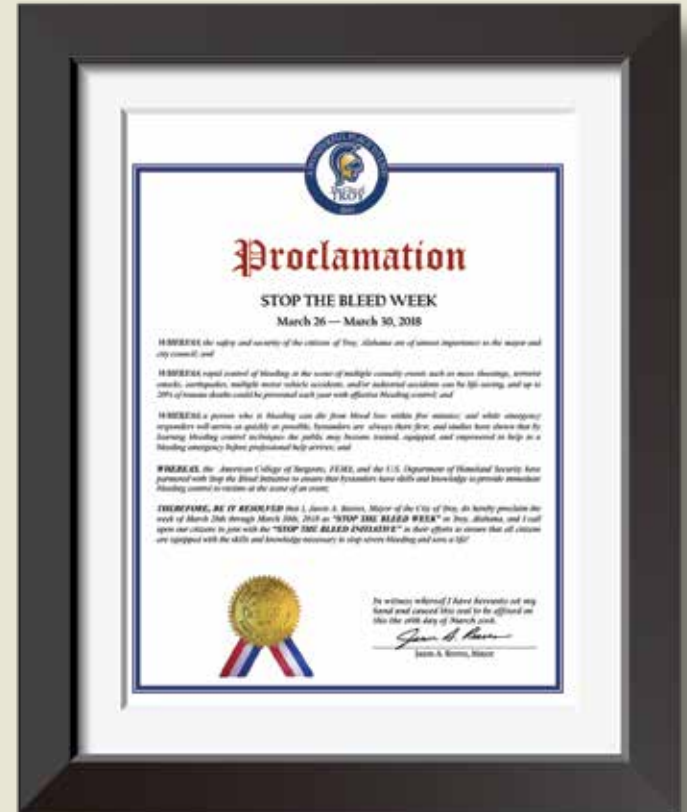 A WONDERFUL PLACE TO LIVE
TROY
Proclamation
STOP THE BLEED WEEK
March 26 — March 30, 2018
WHEREAS, the safety and security of the citizens of Troy, Alabama are of utmost importance to the mayor and
city council; and
WHEREAS, rapid control of bleeding at the scene of multiple casualty events such as mass shootings, terrorist
attacks, earthquakes, multiple motor vehicle accidents, and/or industrial accidents can be life-saving, and up to
20% of trauma deaths could be prevented each year with effective bleeding control; and
WHEREAS, a person who is bleeding can die from blood loss within five minutes; and while emergency
responders will arrive as quickly as possible, bystanders are always there first; and studies have shown that by
learning bleeding control techniques the public may become trained, equipped, and empowered to help in a
bleeding emergency before professional help arrives; and
WHEREAS, the American College of Surgeons, FEMA, and the U.S. Department of Homeland Security have
partnered with Stop the Bleed Initiative to ensure that bystanders have skills and knowledge to provide immediate
bleeding control to victims at the scene of an event;
THEREFORE, BE IT RESOLVED that I, Jason A. Reeves, Mayor of the City of Troy, do hereby proclaim the
week of March 26th through March 30th, 2018 as "STOP THE BLEED WEEK" in Troy, Alabama, and I call
upon our citizens to join with the "STOP THE BLEED INITIATIVE" in their efforts to ensure that all citizens
are equipped with the skills and knowledge necessary to stop severe bleeding and save a life!
In witness whereof I have hereunto set my
hand and caused this seal to be affixed on
this the day of March 2018.
Jason A. Reeves
Jason A. Reeves, Mayor